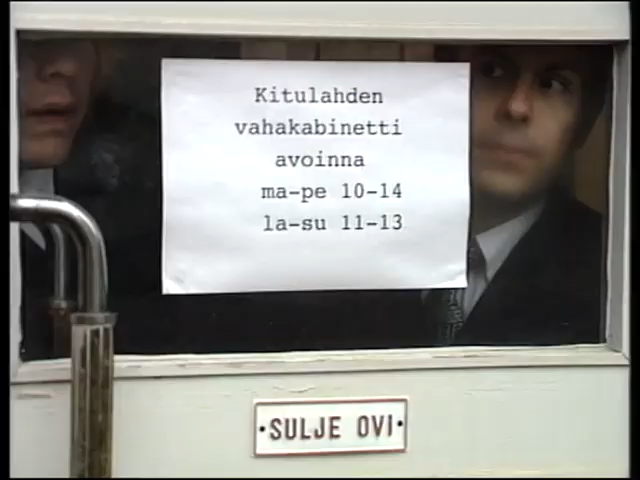 Kitulahden
vahakabinetti
avoinna
ma-pe 10-14
la-su 11-13
•SULJE OVI•